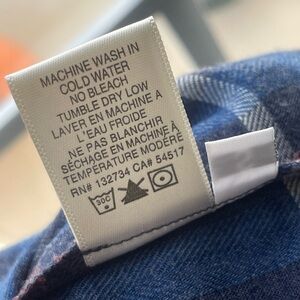 MACHINE WASH IN
COLD WATER
NO BLEACH
TUMBLE DRY LOW
LAVER EN MACHINE À
L'EAU FROIDE
NE PAS BLANCHIR
SÉCHAGE EN MACHINE À
TEMPÉRATURE MODÉRÉ
RN# 132734 CA# 54517
30C